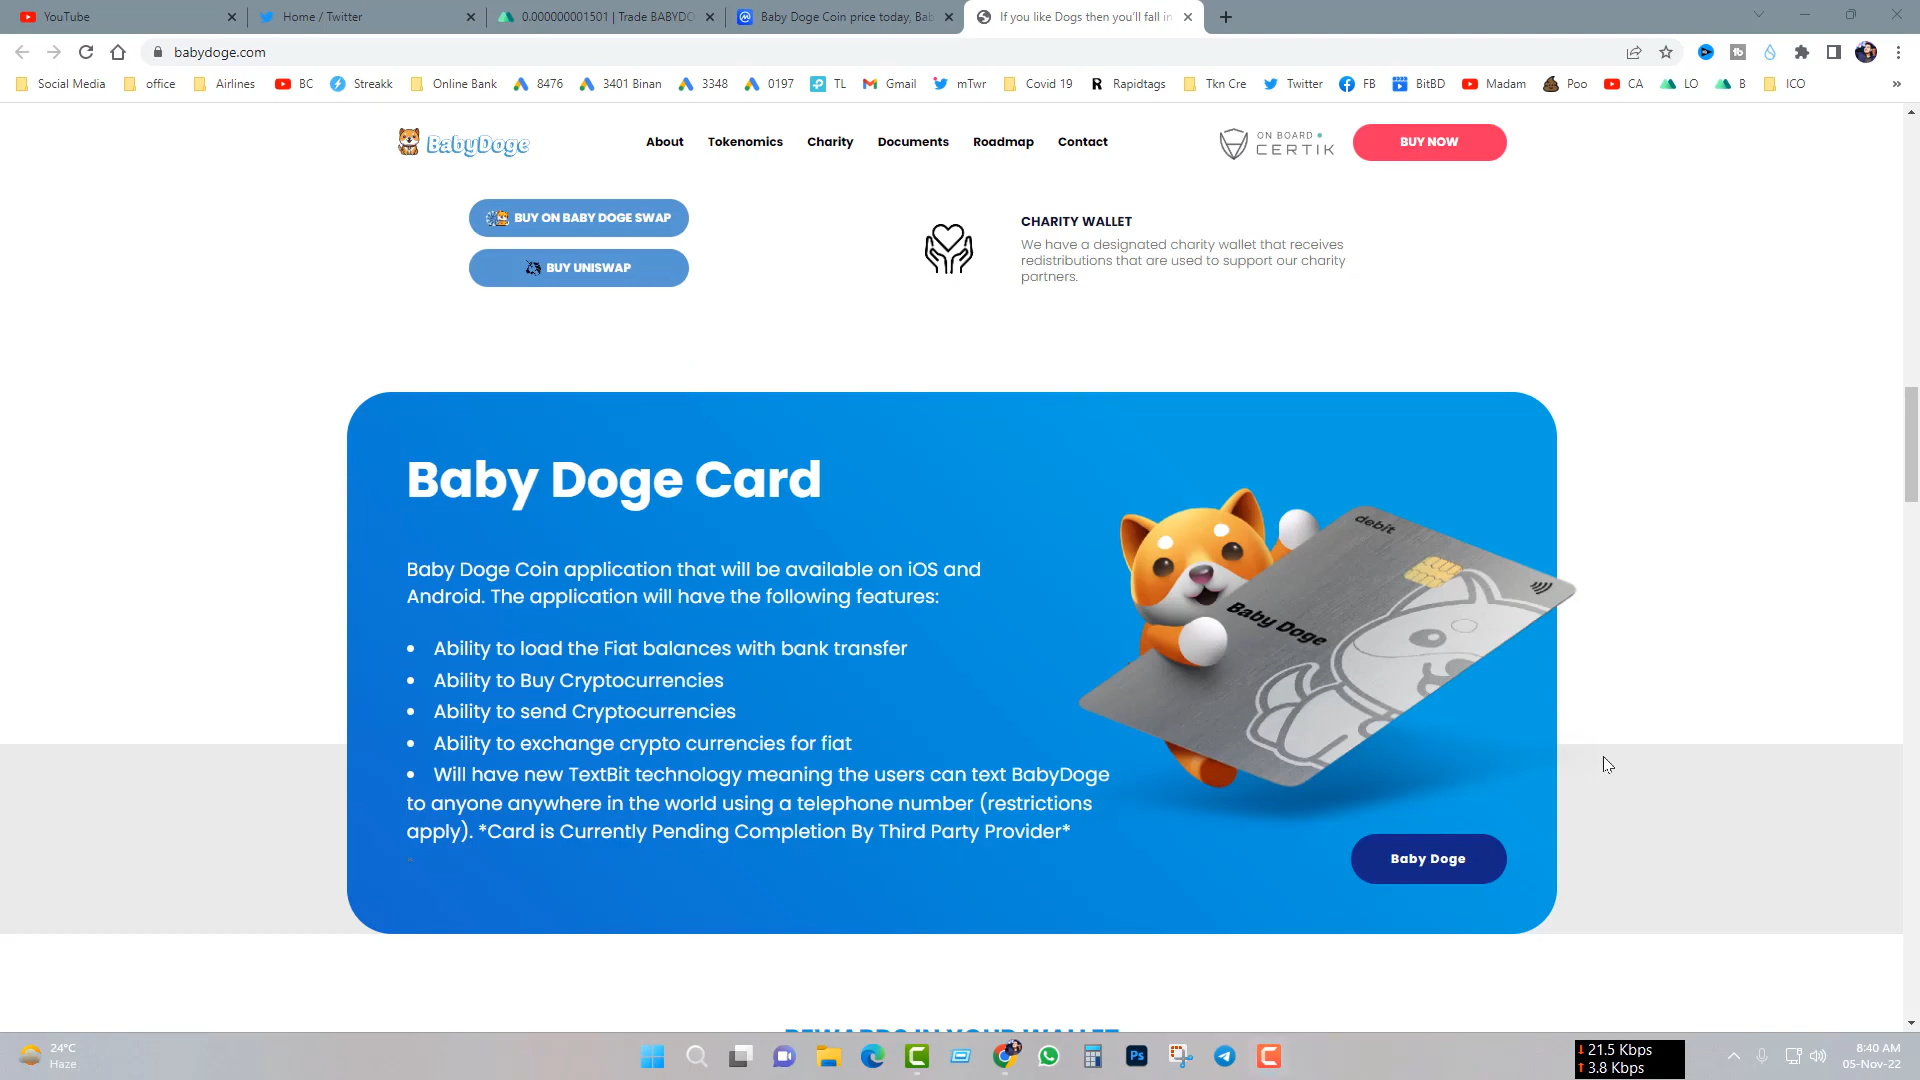 YouTube
Home / Twitter
0.000000001501 | Trade BABYDO
Baby Doge Coin price today, Bab
If you like Dogs then you'll fall in
babydoge.com
Social Media
office
Airlines
BC
Streakk
Online Bank
8476
3401 Binan
3348
0197
TL
Gmail
mTwr
Covid 19
Rapidtags
Tkn Cre
Twitter
FB
BitBD
Madam
Poo
CA
LO
B
ICO
»
BabyDoge
About
Tokenomics
Charity
Documents
Roadmap
Contact
ON BOARD
CERTIK
BUY NOW
BUY ON BABY DOGE SWAP
BUY UNISWAP
CHARITY WALLET
We have a designated charity wallet that receives
redistributions that are used to support our charity
partners.
Baby Doge Card
Baby Doge Coin application that will be available on iOS and
Android. The application will have the following features:
• Ability to load the Fiat balances with bank transfer
• Ability to Buy Cryptocurrencies
• Ability to send Cryptocurrencies
• Ability to exchange crypto currencies for fiat
• Will have new TextBit technology meaning the users can text BabyDoge
to anyone anywhere in the world using a telephone number (restrictions
apply). *Card is Currently Pending Completion By Third Party Provider*
debit
Baby Doge
Baby Doge
REWARDS IN YOUR WALLET
24°C
Haze
Ps
21.5 Kbps
3.8 Kbps
8:40 AM
05-Nov-22